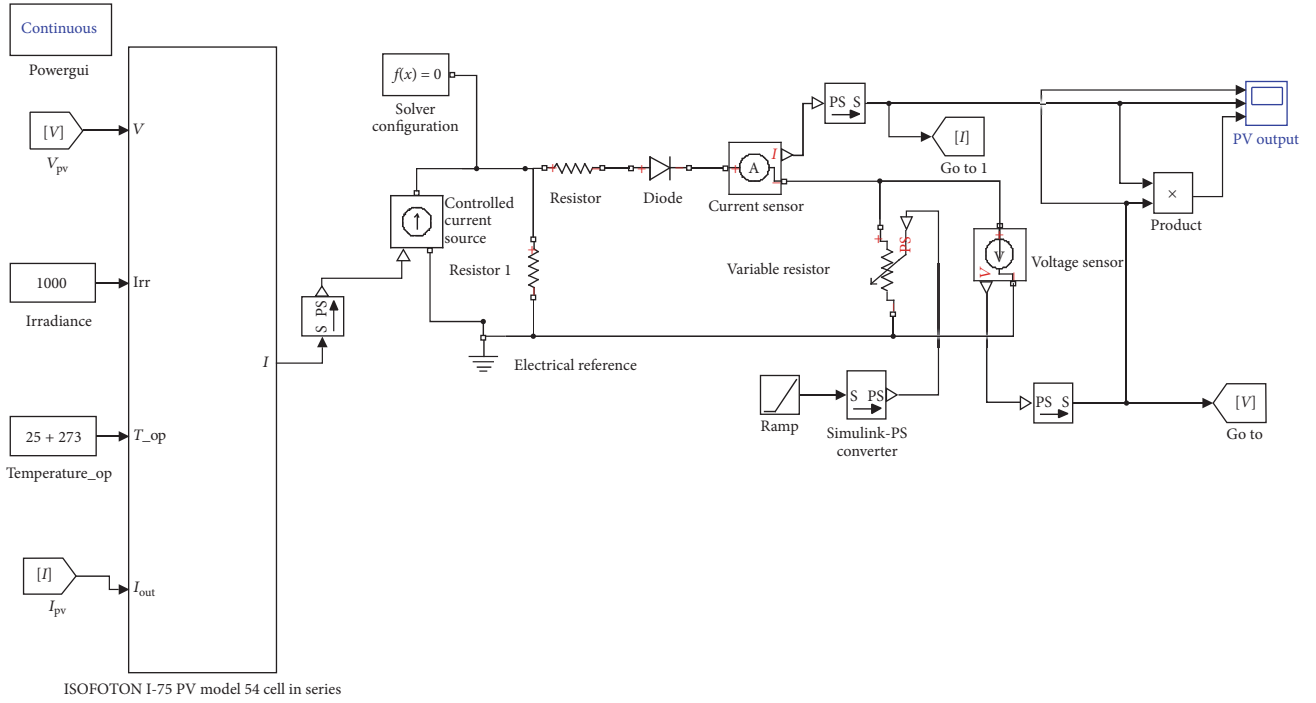 Continuous
Powergui
[V]
Vpv
V
1000
Irradiance
Irr
25 + 273
Temperature_op
T_op
[I]
Ipv
Iout
I
ISOFOTON I-75 PV model 54 cell in series
f(x) = 0
Solver
configuration
Controlled
current
source
S PS
Resistor 1
Resistor
Diode
A
I
Current sensor
PS S
[I]
Go to 1
Variable resistor
PS
V
V
Voltage sensor
Electrical reference
Ramp
S PS
Simulink-PS
converter
PS S
[V]
Go to
×
Product
PV output